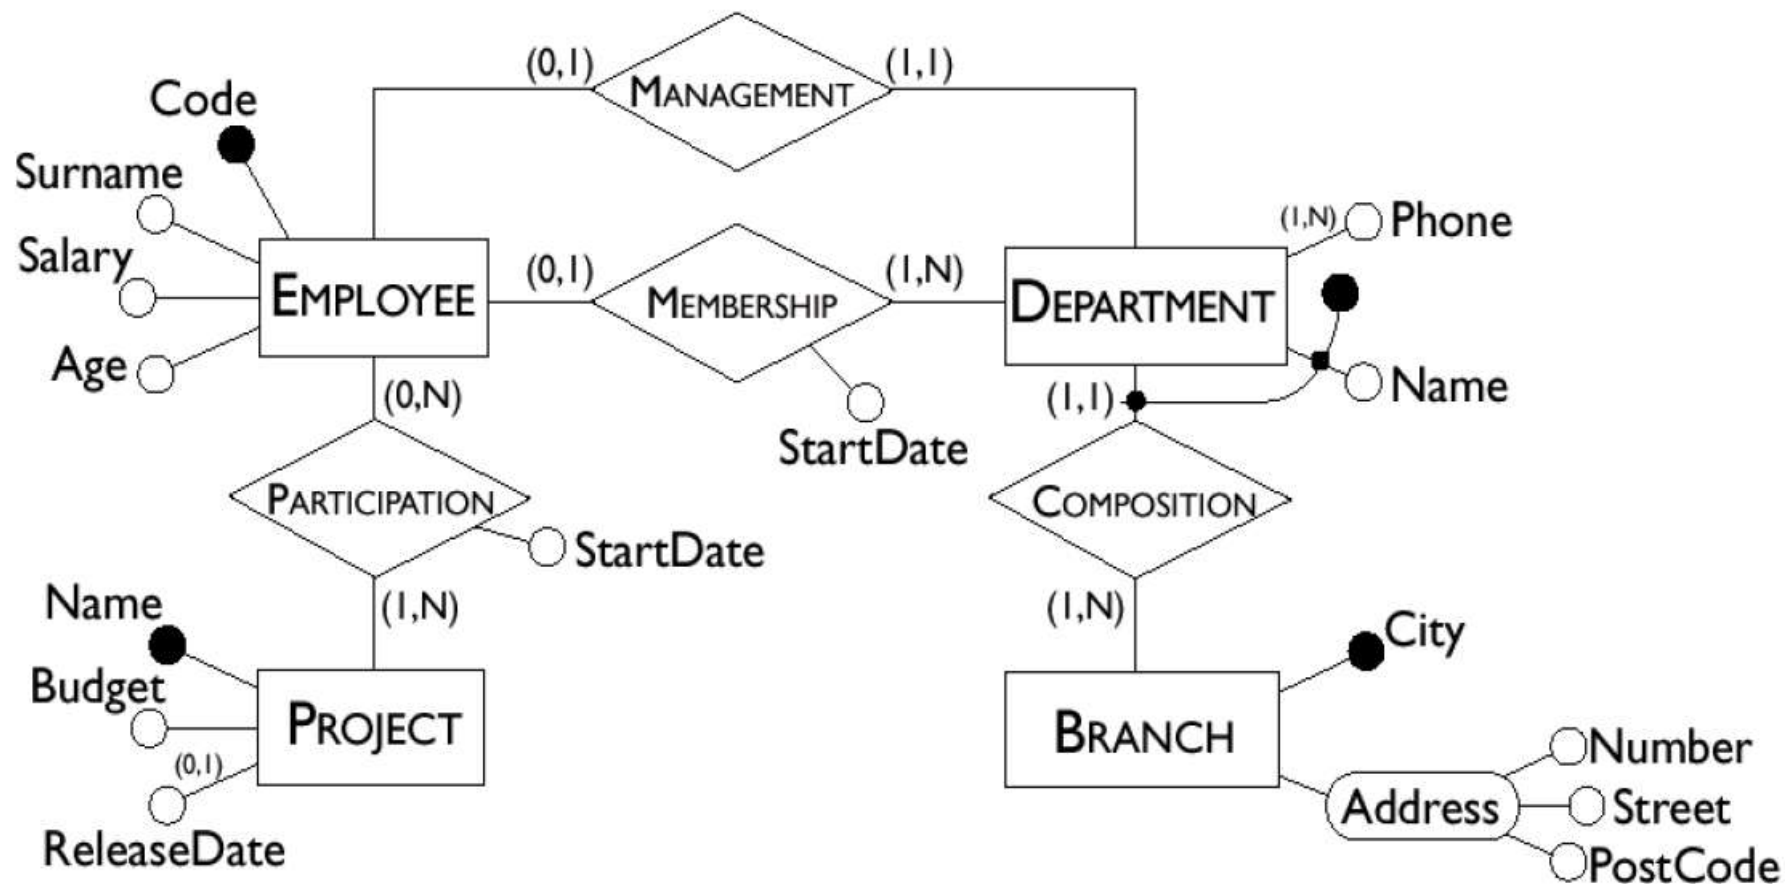 (0,1)
MANAGEMENT
(1,1)
Code
Surname
Salary
Age
EMPLOYEE
(0,1)
MEMBERSHIP
(1,N)
StartDate
DEPARTMENT
(1,N)
Phone
Name
(0,N)
PARTICIPATION
StartDate
(1,N)
(1,1)
COMPOSITION
(1,N)
Name
Budget
(0,1)
ReleaseDate
PROJECT
BRANCH
City
Address
Number
Street
PostCode